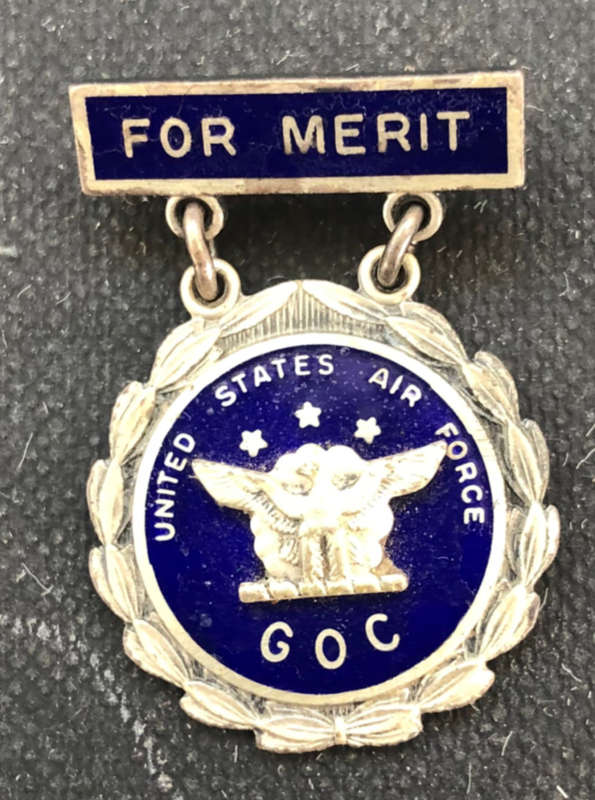 FOR MERIT
UNITED STATES AIR FORCE
GOC